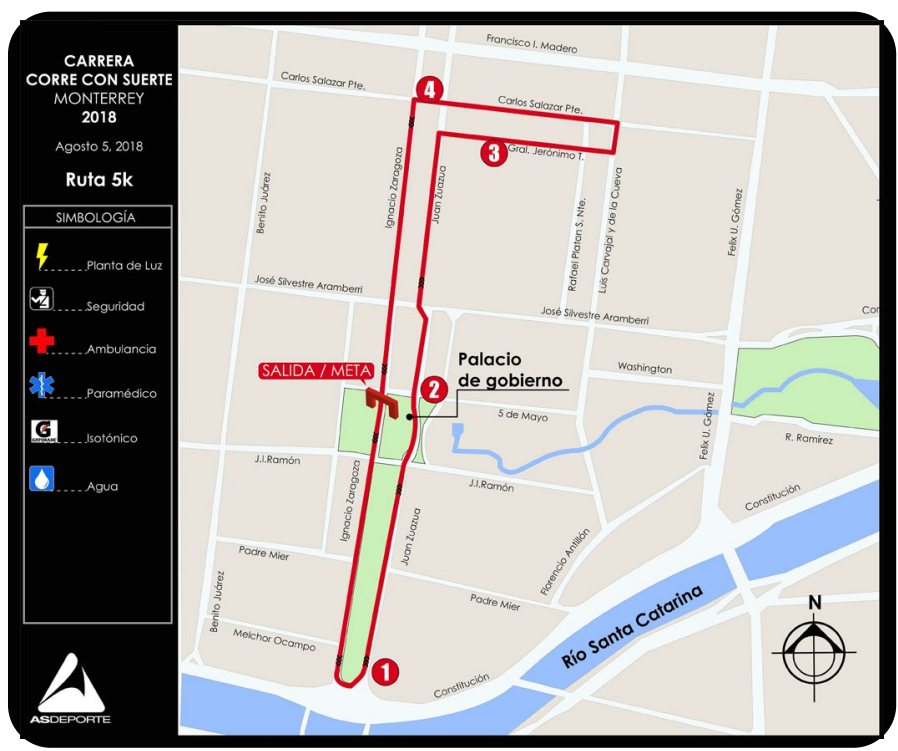 CARRERA
CORRE CON SUERTE
MONTERREY
2018
Agosto 5, 2018
Ruta 5k
SIMBOLOGÍA
Planta de Luz
Seguridad
Ambulancia
Paramédico
G
GATORADE
Isotónico
Agua
ASDEPORTE
Francisco I. Madero
4
Carlos Salazar Pte.
Carlos Salazar Pte.
3
Gral. Jerónimo T.
Benito Juárez
Ignacio Zaragoza
Juan Zuazua
Rafael Platon S. Nte.
Luis Carvajal y de la Cueva
Felix U. Gómez
José Silvestre Aramberri
José Silvestre Aramberri
Cor
SALIDA / META
2
Palacio
de gobierno
Washington
5 de Mayo
Felix U. Gómez
R. Ramírez
J.I.Ramón
J.I.Ramón
Ignacio Zaragoza
Juan Zuazua
Constitución
Florencio Antillón
Padre Mier
Padre Mier
Benito Juárez
Melchor Ocampo
1
Constitución
Río Santa Catarina
N